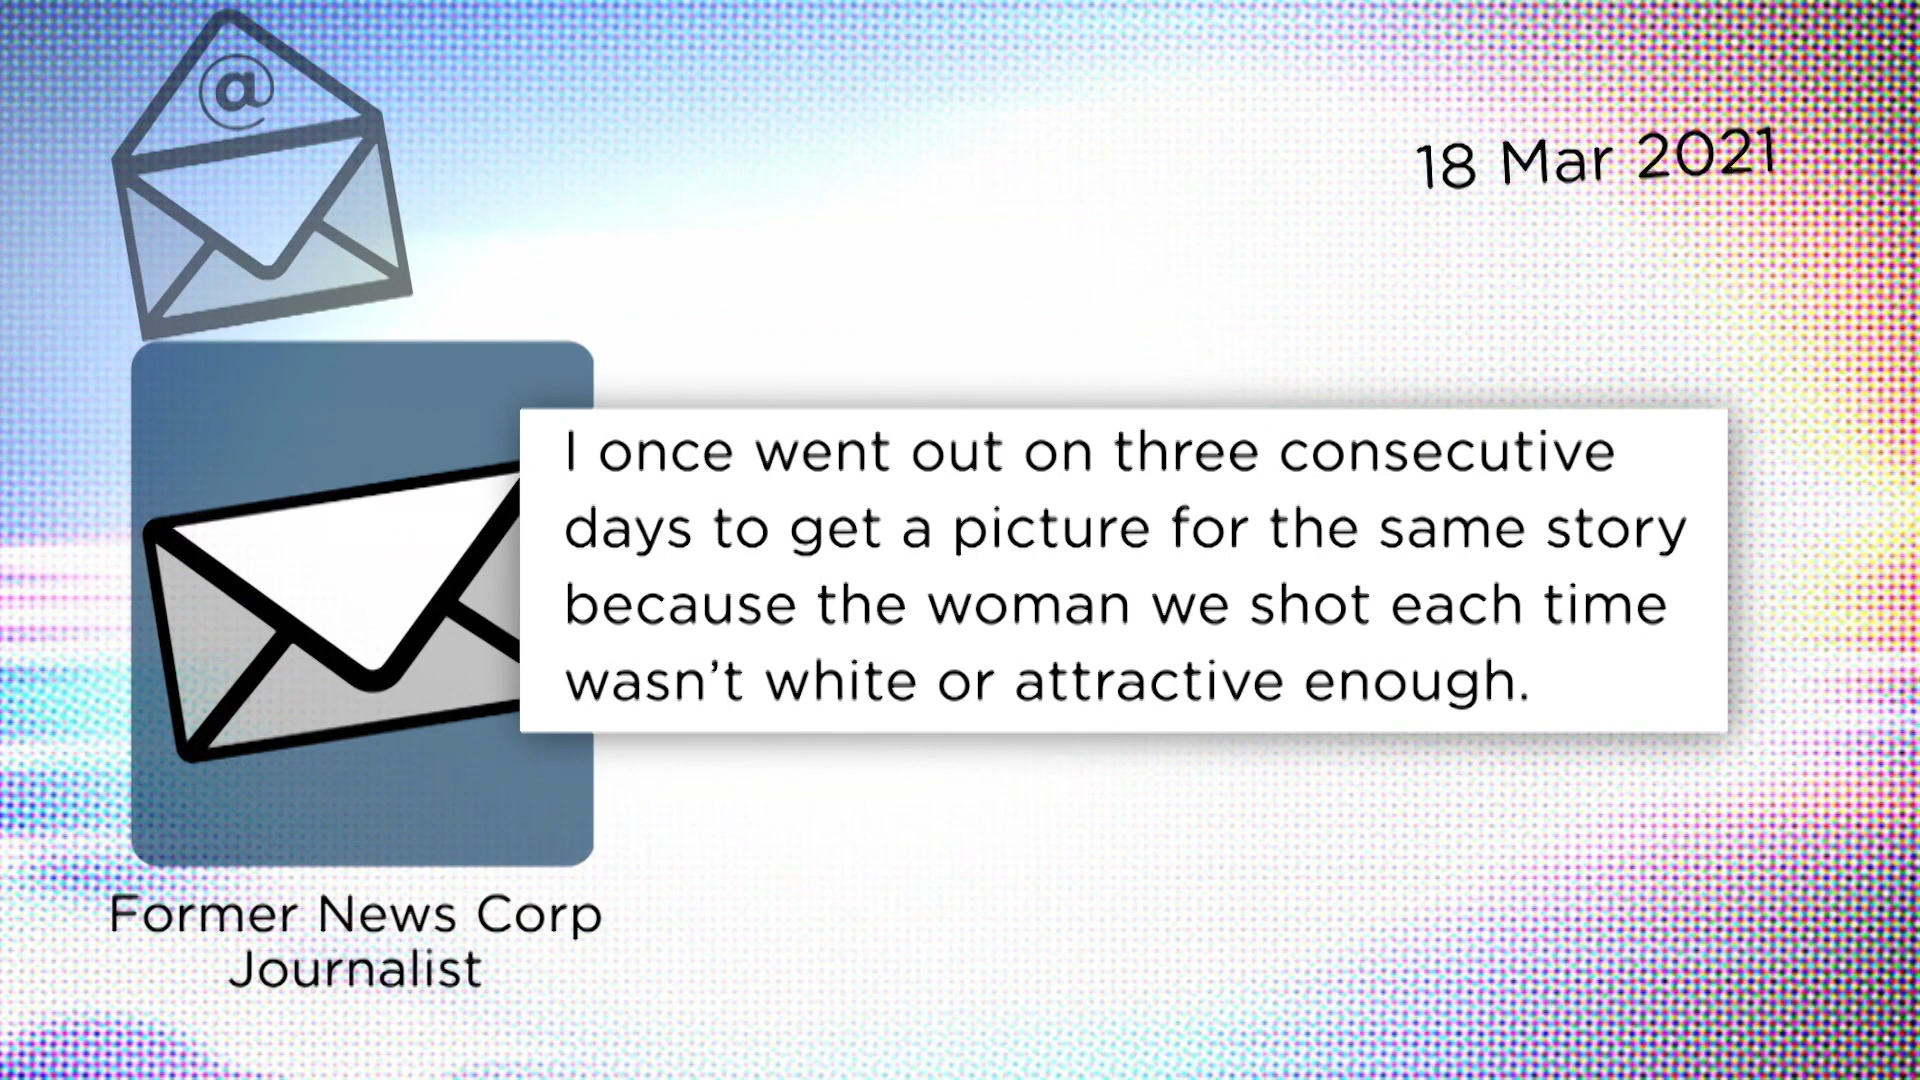 @
18 Mar 2021
I once went out on three consecutive
days to get a picture for the same story
because the woman we shot each time
wasn’t white or attractive enough.
Former News Corp
Journalist